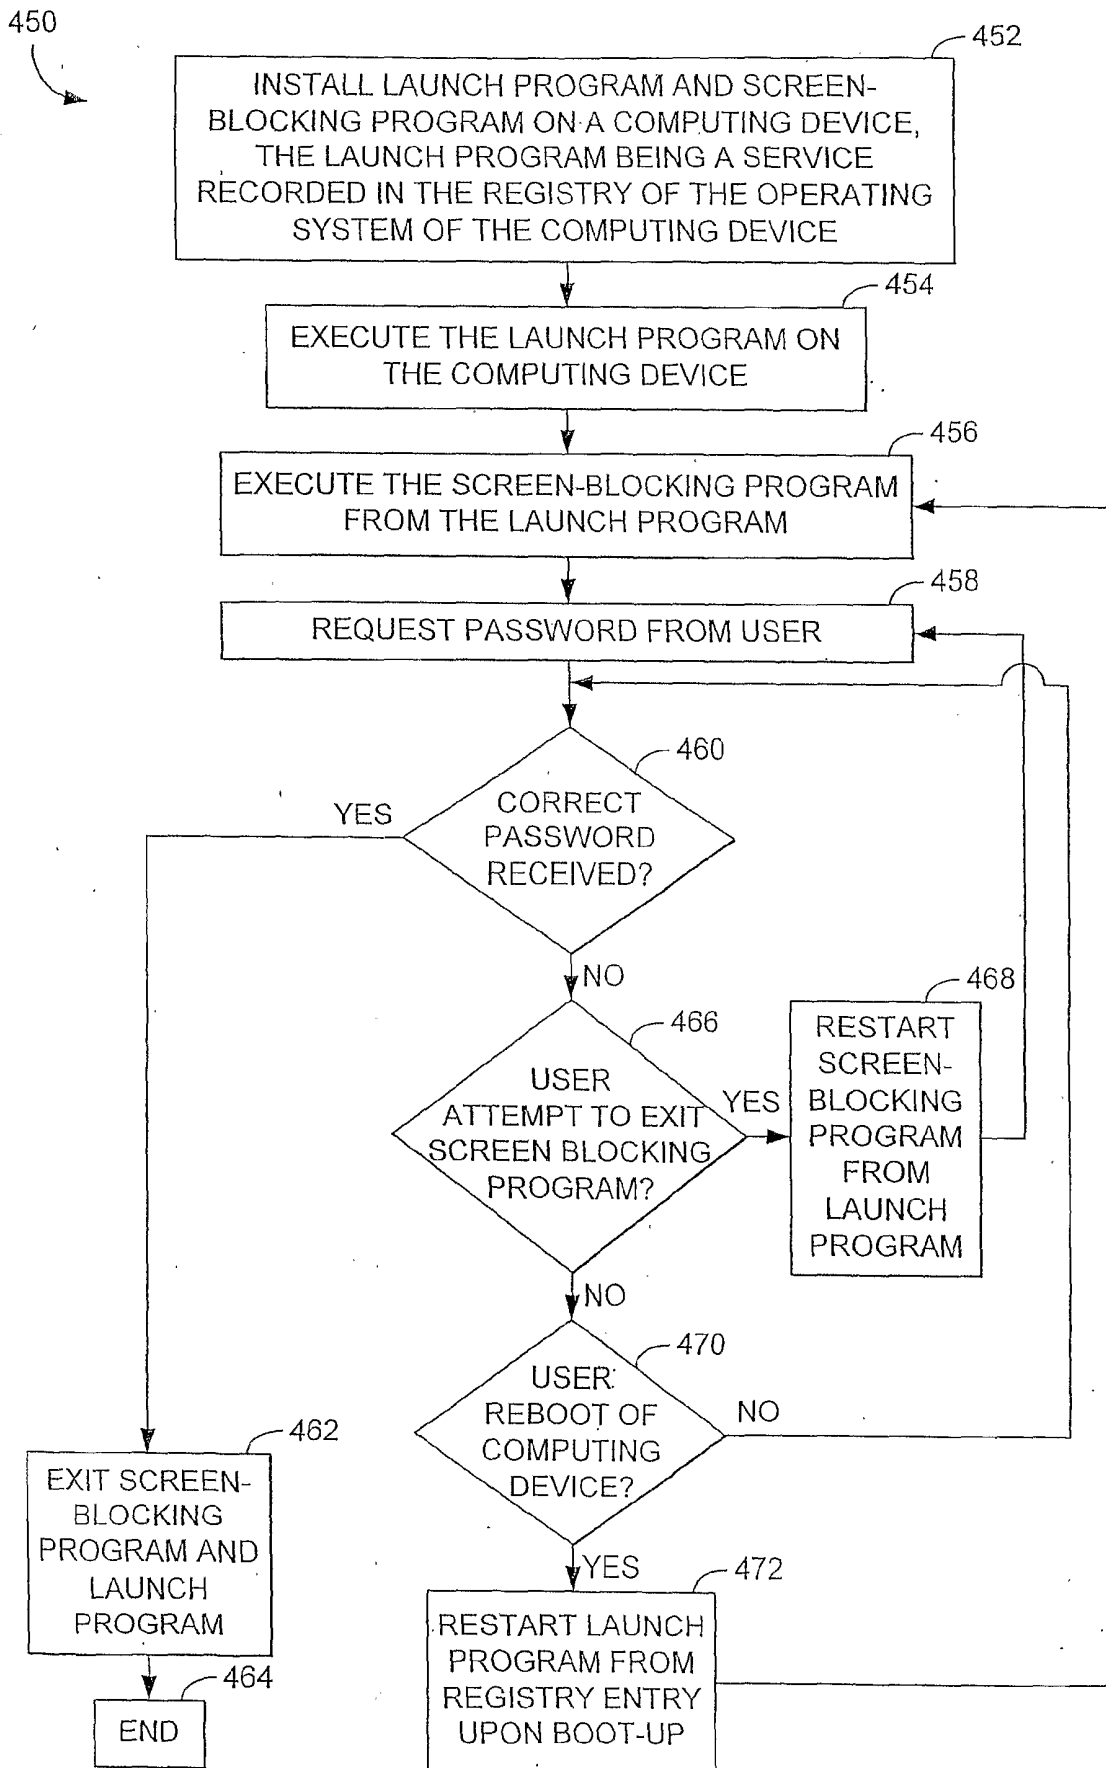 450
452
INSTALL LAUNCH PROGRAM AND SCREEN-
BLOCKING PROGRAM ON A COMPUTING DEVICE,
THE LAUNCH PROGRAM BEING A SERVICE
RECORDED IN THE REGISTRY OF THE OPERATING
SYSTEM OF THE COMPUTING DEVICE
454
EXECUTE THE LAUNCH PROGRAM ON
THE COMPUTING DEVICE
456
EXECUTE THE SCREEN-BLOCKING PROGRAM
FROM THE LAUNCH PROGRAM
458
REQUEST PASSWORD FROM USER
460
YES
CORRECT
PASSWORD
RECEIVED?
NO
466
USER
ATTEMPT TO EXIT
SCREEN BLOCKING
PROGRAM?
YES
468
RESTART
SCREEN-
BLOCKING
PROGRAM
FROM
LAUNCH
PROGRAM
NO
470
USER
REBOOT OF
COMPUTING
DEVICE?
NO
462
EXIT SCREEN-
BLOCKING
PROGRAM AND
LAUNCH
PROGRAM
464
END
YES
472
RESTART LAUNCH
PROGRAM FROM
REGISTRY ENTRY
UPON BOOT-UP